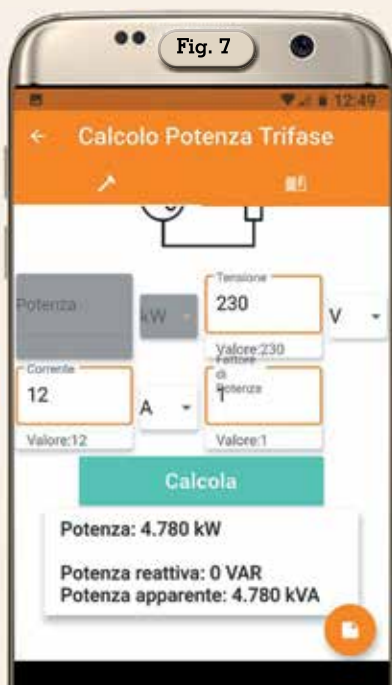 Fig. 7
12:49
Calcolo Potenza Trifase
Potenza
kW
Tensione
230
V
Valore:230
Corrente
12
A
Fattore
di
Potenza
1
Valore:12
Valore:1
Calcola
Potenza: 4.780 kW
Potenza reattiva: 0 VAR
Potenza apparente: 4.780 kVA